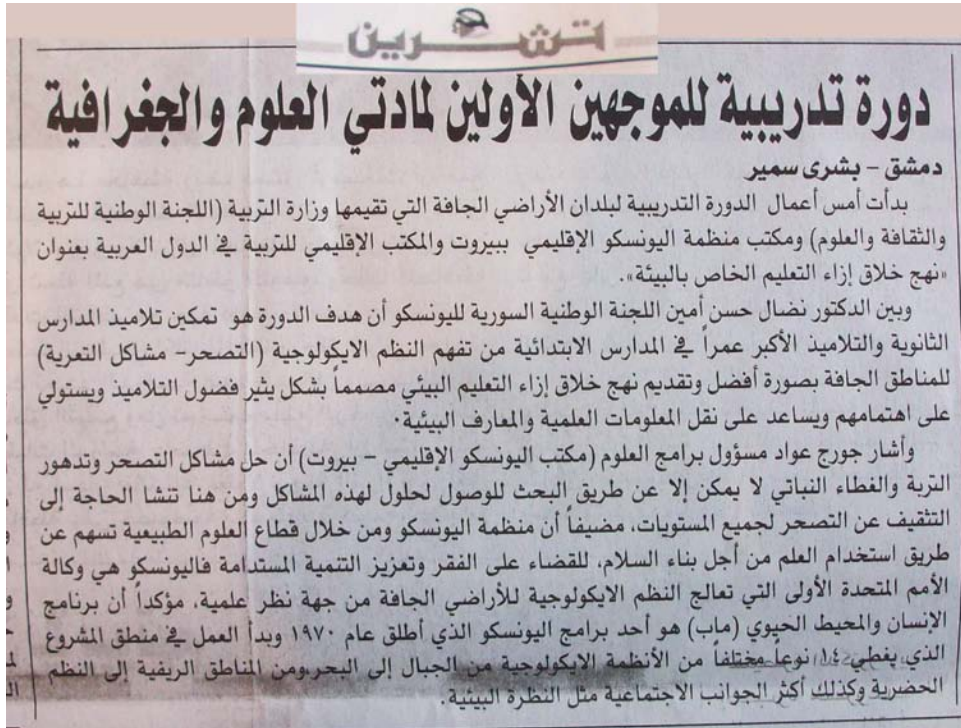 تشرين
دورة تدريبية للموجهين الأولين لمادتي العلوم والجغرافية
دمشق - بشرى سمير
بدأت أمس أعمال الدورة التدريبية لبلدان الأراضي الجافة التي تقيمها وزارة التربية (اللجنة الوطنية للتربية
والثقافة والعلوم) ومكتب منظمة اليونسكو الإقليمي ببيروت والمكتب الإقليمي للتربية في الدول العربية بعنوان
«نهج خلاق إزاء التعليم الخاص بالبيئة».
وبين الدكتور نضال حسن أمين اللجنة الوطنية السورية لليونسكو أن هدف الدورة هو تمكين تلاميذ المدارس
الثانوية والتلاميذ الأكبر عمراً في المدارس الابتدائية من تفهم النظم الايكولوجية (التصحر- مشاكل التعرية)
للمناطق الجافة بصورة أفضل وتقديم نهج خلاق إزاء التعليم البيئي مصمماً بشكل يثير فضول التلاميذ ويستولي
على اهتمامهم ويساعد على نقل المعلومات العلمية والمعارف البيئية.
وأشار جورج عواد مسؤول برامج العلوم (مكتب اليونسكو الإقليمي - بيروت) أن حل مشاكل التصحر وتدهور
التربة والغطاء النباتي لا يمكن إلا عن طريق البحث للوصول لحلول لهذه المشاكل ومن هنا تنشا الحاجة إلى
التثقيف عن التصحر لجميع المستويات، مضيفاً أن منظمة اليونسكو ومن خلال قطاع العلوم الطبيعية تسهم عن
طريق استخدام العلم من أجل بناء السلام، للقضاء على الفقر وتعزيز التنمية المستدامة فاليونسكو هي وكالة
الأمم المتحدة الأولى التي تعالج النظم الايكولوجية للأراضي الجافة من جهة نظر علمية، مؤكداً أن برنامج
الإنسان والمحيط الحيوي (ماب) هو أحد برامج اليونسكو الذي أطلق عام ١٩٧٠ وبدأ العمل في منطق المشروع
الذي يغطي ١٤ نوعاً مختلفاً من الأنظمة الايكولوجية من الجبال إلى البحر ومن المناطق الريفية إلى النظم
الحضرية وكذلك أكثر الجوانب الاجتماعية مثل النظرة البيئية.